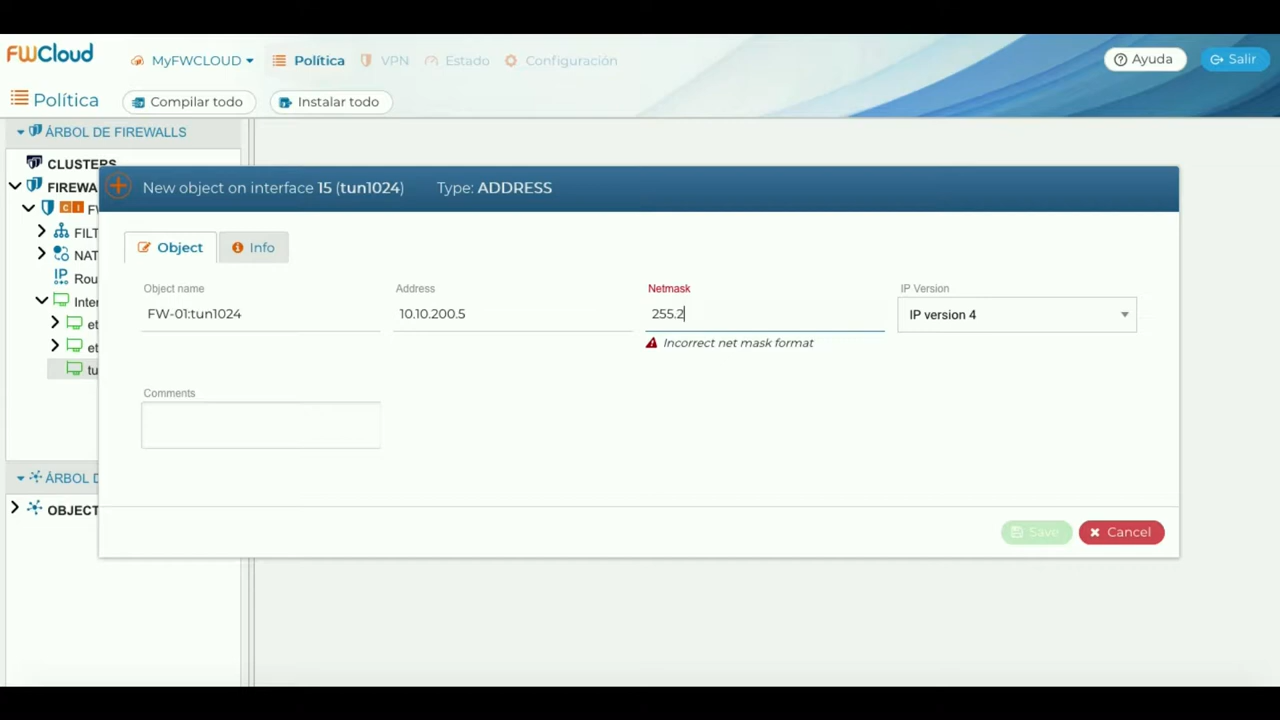 FWCloud
MyFWCLOUD
Política
VPN
Estado
Configuración
Ayuda
Salir
Política
Compilar todo
Instalar todo
ÁRBOL DE FIREWALLS
CLUSTERS
FIREWA
C I F
FILT
NAT
IP Rou
Inte
et
et
tu
ÁRBOL D
OBJECT
New object on interface 15 (tun1024) Type: ADDRESS
Object
Info
Object name
FW-01:tun1024
Address
10.10.200.5
Netmask
255.2
Incorrect net mask format
IP Version
IP version 4
Comments
Save
Cancel